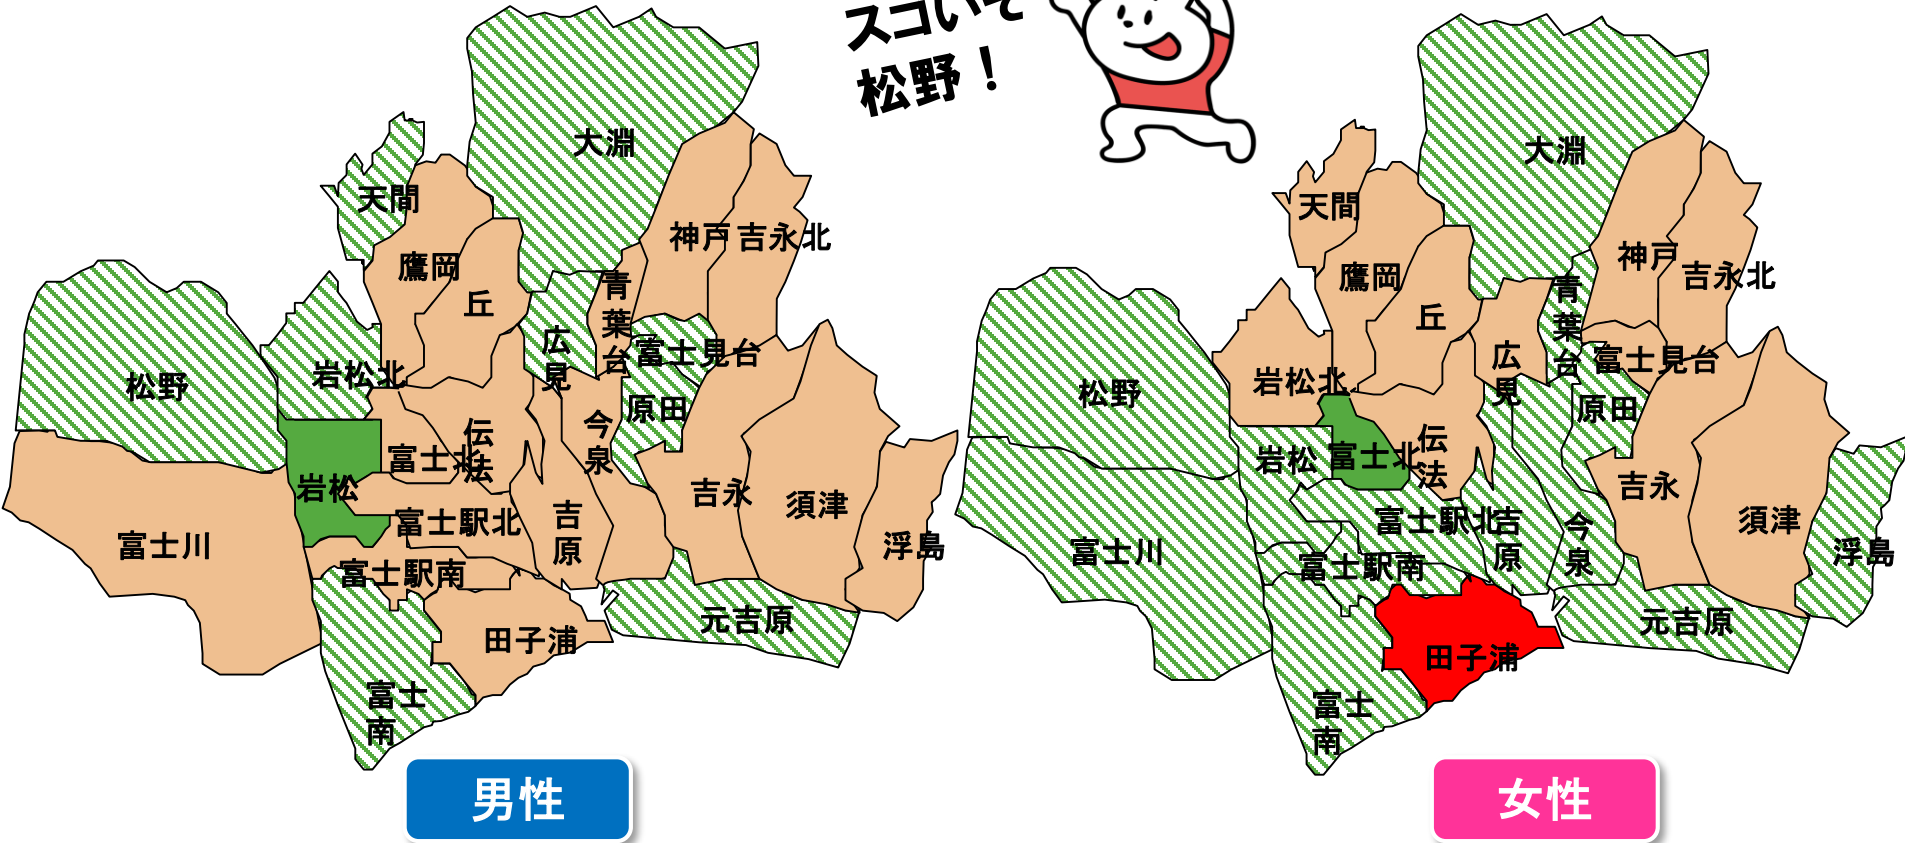 スゴいぞ
松野！
大淵
天間
神戸
吉永北
鷹岡
丘
青葉台
広見
富士見台
岩松北
松野
原田
今泉
伝法
富士北
岩松
吉永
須津
富士駅北
吉原
富士川
浮島
富士駅南
元吉原
田子浦
富士南
男性
大淵
天間
神戸
吉永北
鷹岡
丘
青葉台
広見
富士見台
岩松北
松野
原田
伝法
富士北
岩松
吉永
須津
富士駅北
吉原
今泉
富士川
浮島
富士駅南
元吉原
田子浦
富士南
女性